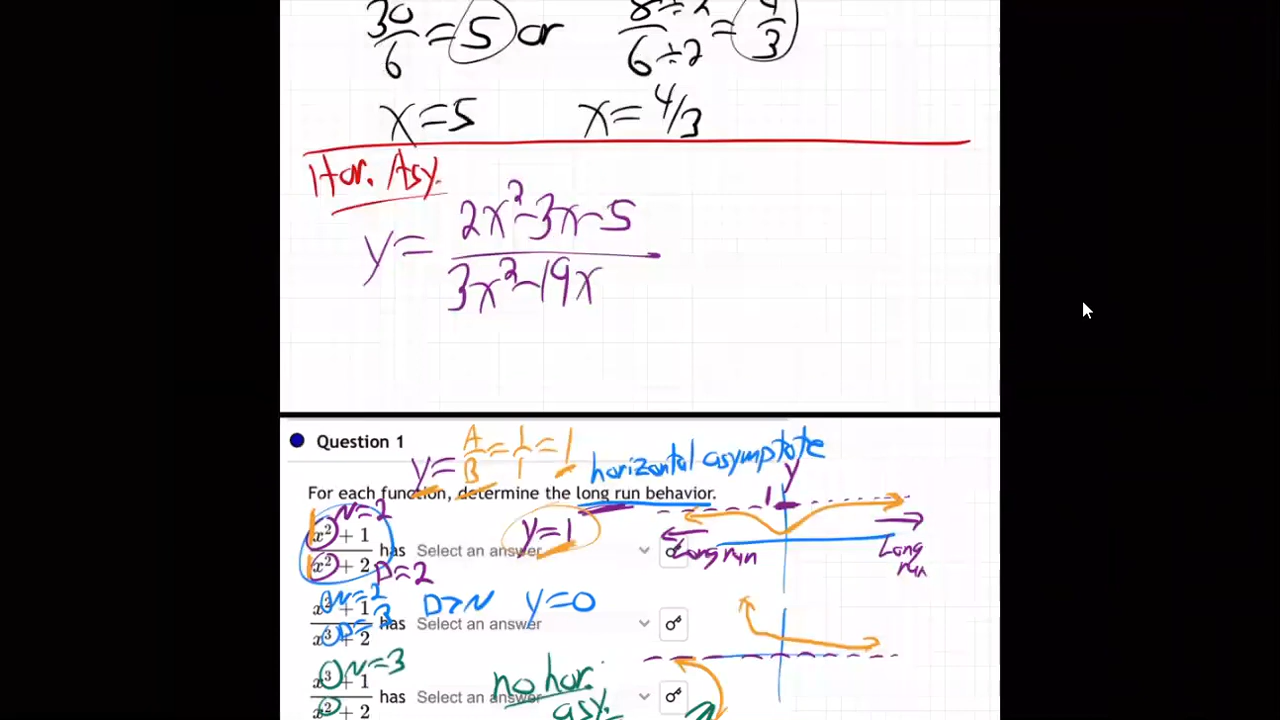 30/6 = 5 or 8÷2/6÷2 = 4/3
x=5 x=4/3
Hor. Asy.
y= 2x²-3x-5
3x²-19x
Question 1
y= A/B = 1/1 = 1 horizontal asymptote
y
For each function, determine the long run behavior.
1
N=2
x² + 1
x² + 2 has Select an answer y=1
D=2
Long run Long run
N=2
x² + 1
x³ + 2 has Select an answer D>N y=0
D=3
N=3
x³ + 1
x² + 2 has Select an answer no hor. asy.